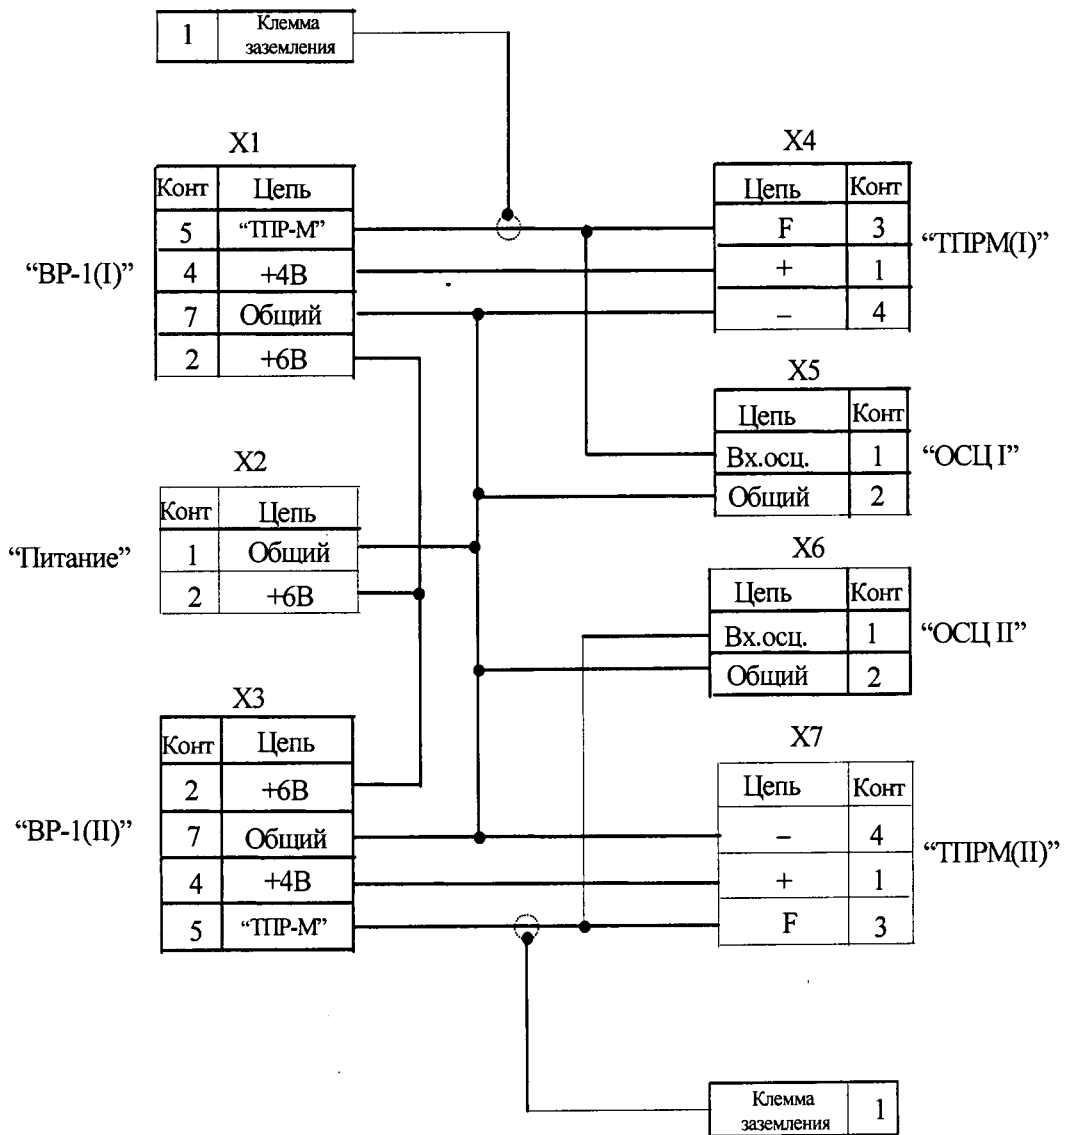 1 Клемма
заземления
X1
Конт Цепь
5 “ТПР-М”
4 +4В
7 Общий
2 +6В
“ВР-1(I)”
X4
Цепь Конт
F 3
+ 1
– 4
“ТПРМ(I)”
X5
Цепь Конт
Вх.осц. 1
Общий 2
“ОСЦ I”
X2
Конт Цепь
1 Общий
2 +6В
“Питание”
X6
Цепь Конт
Вх.осц. 1
Общий 2
“ОСЦ II”
X3
Конт Цепь
2 +6В
7 Общий
4 +4В
5 “ТПР-М”
“ВР-1(II)”
X7
Цепь Конт
– 4
+ 1
F 3
“ТПРМ(II)”
Клемма
заземления 1